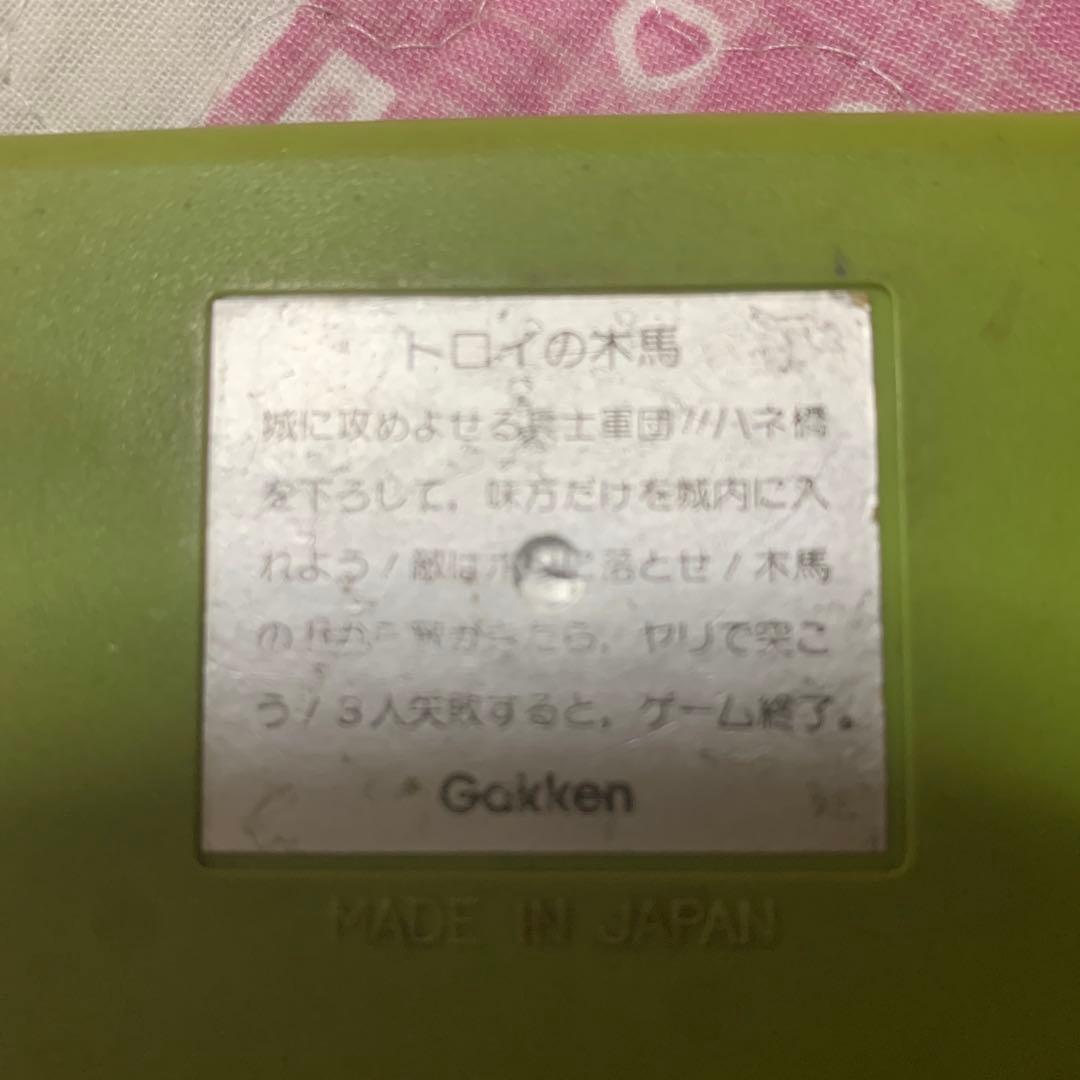 トロイの木馬
城に攻めよせる兵士軍団!!ハネ橋
を下ろして,味方だけを城内に入
れよう!敵は 落とせ!木馬
の たら,ヤリで突こ
う!3人失敗すると,ゲーム終了。
Gakken
MADE IN JAPAN